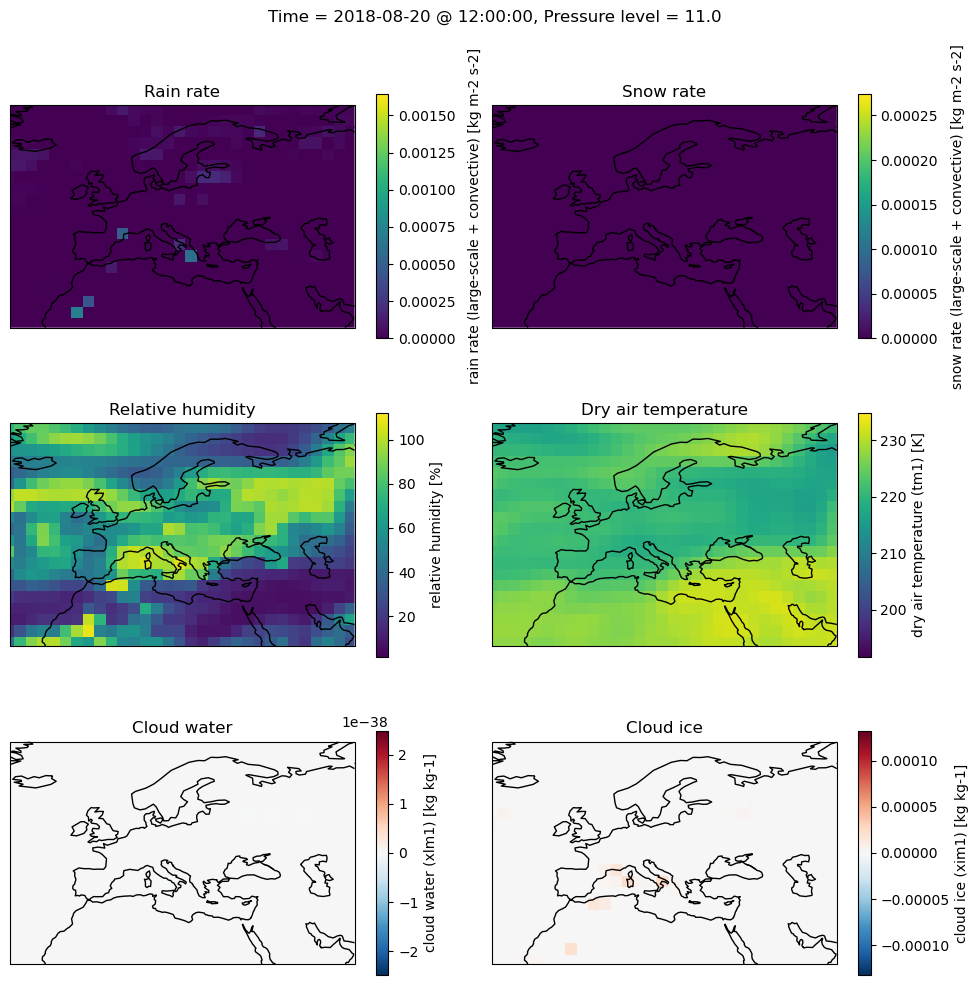 Time = 2018-08-20 @ 12:00:00, Pressure level = 11.0
Rain rate
0.00150
0.00125
0.00100
0.00075
0.00050
0.00025
0.00000
rain rate (large-scale + convective) [kg m-2 s-2]
Snow rate
0.00025
0.00020
0.00015
0.00010
0.00005
0.00000
snow rate (large-scale + convective) [kg m-2 s-2]
Relative humidity
100
80
60
40
20
relative humidity [%]
Dry air temperature
230
220
210
200
dry air temperature (tm1) [K]
Cloud water
1e−38
2
1
0
−1
−2
cloud water (xlm1) [kg kg-1]
Cloud ice
0.00010
0.00005
0.00000
−0.00005
−0.00010
cloud ice (xim1) [kg kg-1]